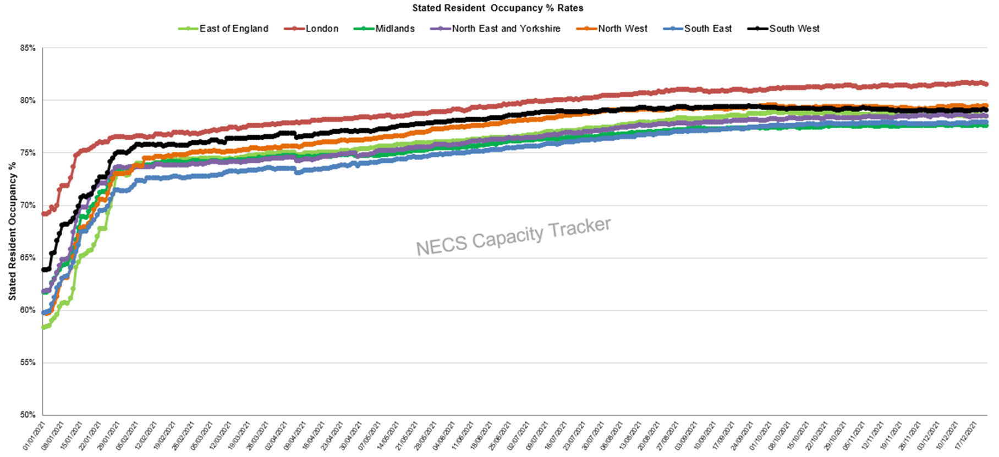 Stated Resident Occupancy % Rates
East of England London Midlands North East and Yorkshire North West South East South West
Stated Resident Occupancy %
85%
80%
75%
70%
65%
60%
55%
50%
NECS Capacity Tracker
01/01/2021 08/01/2021 15/01/2021 22/01/2021 29/01/2021 05/02/2021 12/02/2021 19/02/2021 26/02/2021 05/03/2021 12/03/2021 19/03/2021 26/03/2021 02/04/2021 09/04/2021 16/04/2021 23/04/2021 30/04/2021 07/05/2021 14/05/2021 21/05/2021 28/05/2021 04/06/2021 11/06/2021 18/06/2021 25/06/2021 02/07/2021 09/07/2021 16/07/2021 23/07/2021 30/07/2021 06/08/2021 13/08/2021 20/08/2021 27/08/2021 03/09/2021 10/09/2021 17/09/2021 24/09/2021 01/10/2021 08/10/2021 15/10/2021 22/10/2021 29/10/2021 05/11/2021 12/11/2021 19/11/2021 26/11/2021 03/12/2021 10/12/2021 17/12/2021